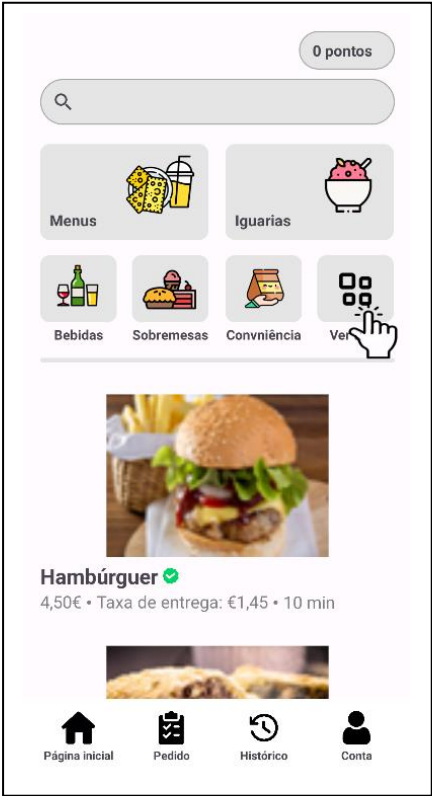 0 pontos
Menus
Iguarias
Bebidas
Sobremesas
Convniência
Ver
Hambúrguer
4,50€ • Taxa de entrega: €1,45 • 10 min
Página inicial
Pedido
Histórico
Conta